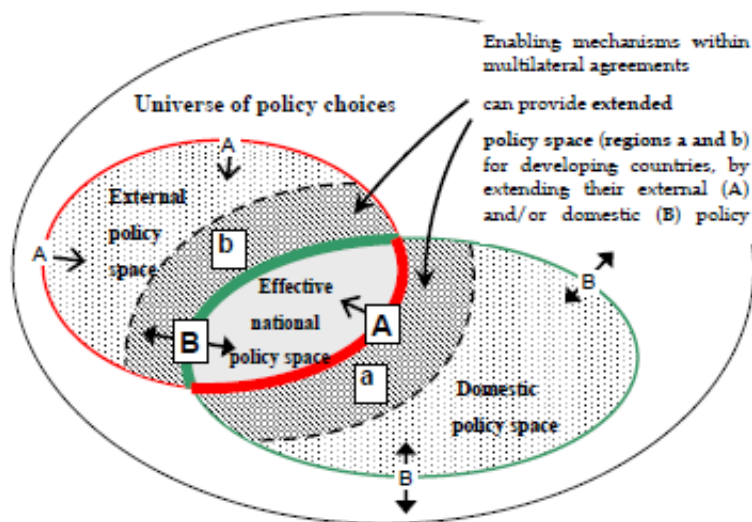 Enabling mechanisms within
multilateral agreements
can provide extended
policy space (regions a and b)
for developing countries, by
extending their external (A)
and/or domestic (B) policy
Universe of policy choices
A
External
policy
space
A
b
Effective
national
policy space
B
A
a
B
Domestic
policy space
B